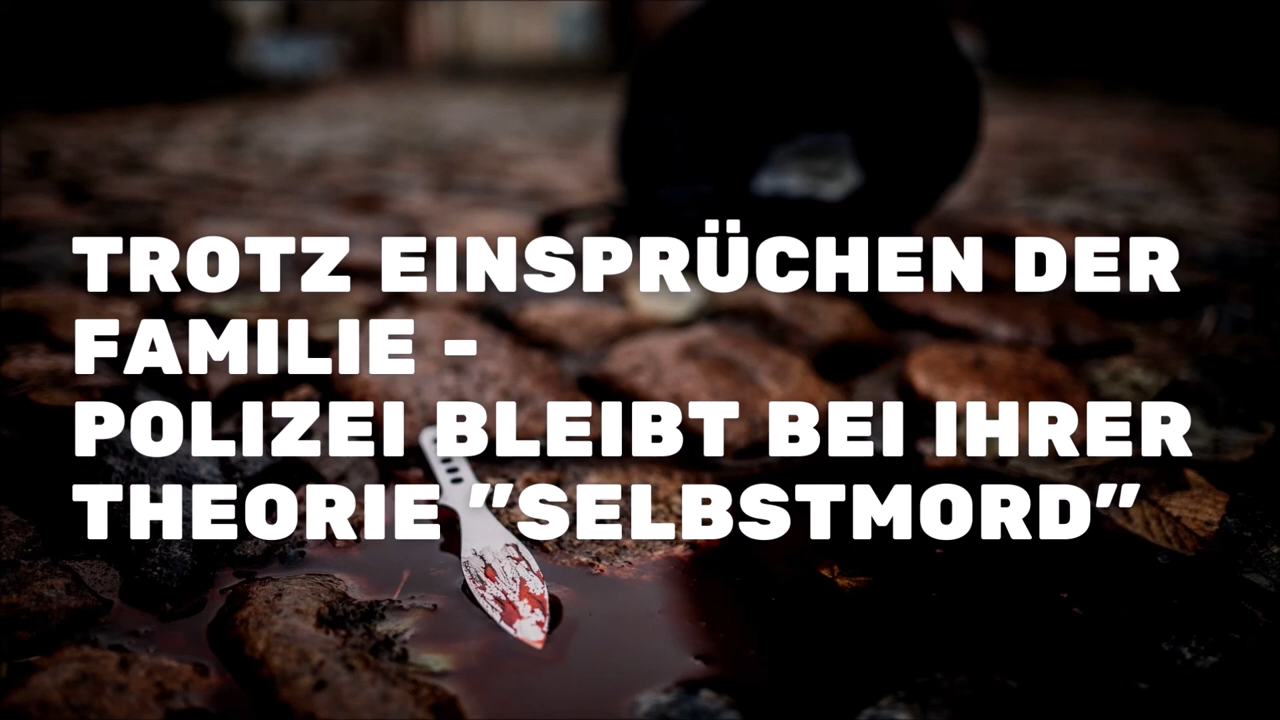 TROTZ EINSPRÜCHEN DER
FAMILIE -
POLIZEI BLEIBT BEI IHRER
THEORIE "SELBSTMORD"